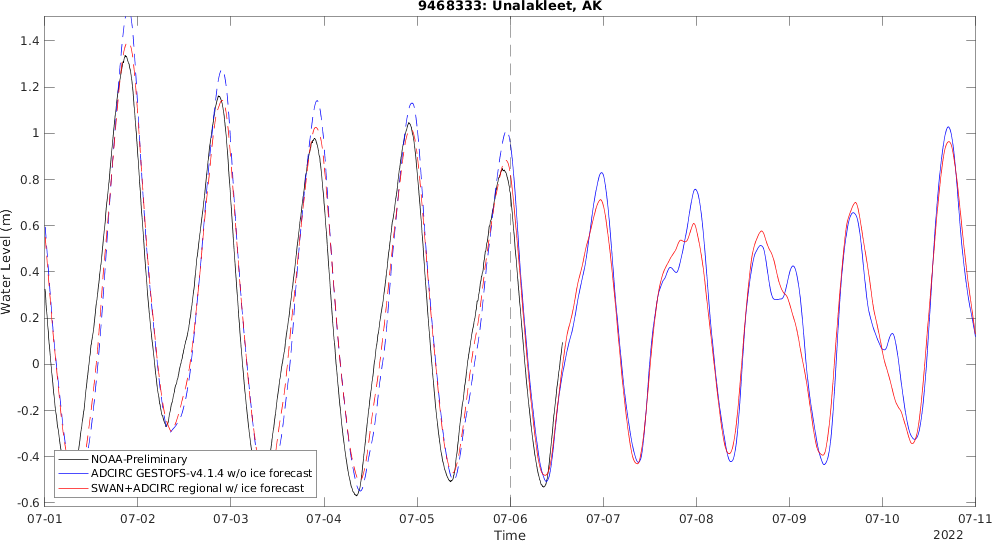 9468333: Unalakleet, AK
Water Level (m)
1.4
1.2
1
0.8
0.6
0.4
0.2
0
-0.2
-0.4
-0.6
NOAA-Preliminary
ADCIRC GESTOFS-v4.1.4 w/o ice forecast
SWAN+ADCIRC regional w/ ice forecast
07-01 07-02 07-03 07-04 07-05 07-06 07-07 07-08 07-09 07-10 07-11
Time
2022